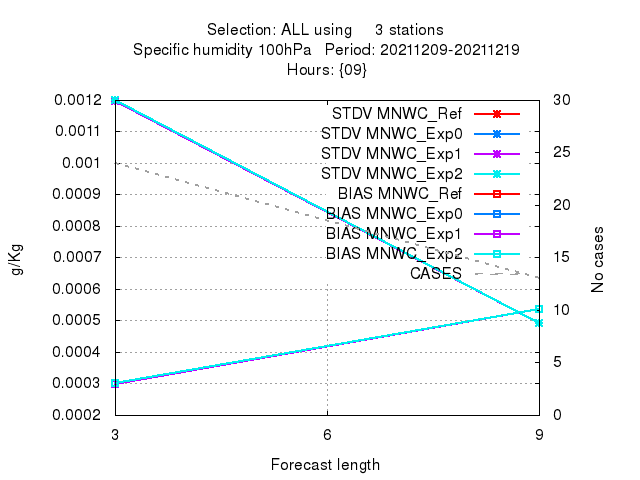 Selection: ALL using 3 stations
Specific humidity 100hPa Period: 20211209-20211219
Hours: {09}
0.0012
0.0011
0.001
0.0009
0.0008
0.0007
0.0006
0.0005
0.0004
0.0003
0.0002
g/Kg
STDV MNWC_Ref
STDV MNWC_Exp0
STDV MNWC_Exp1
STDV MNWC_Exp2
BIAS MNWC_Ref
BIAS MNWC_Exp0
BIAS MNWC_Exp1
BIAS MNWC_Exp2
CASES
30
25
20
15
10
5
0
No cases
3 6 9
Forecast length